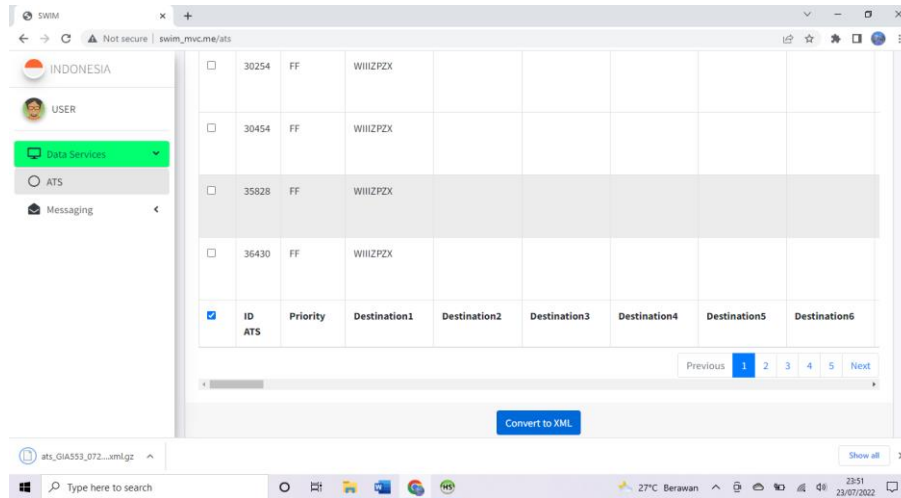 SWIM
Not secure | swim_mvc.me/ats
INDONESIA
USER
Data Services
ATS
Messaging
30254 FF WIIIZPZX
30454 FF WIIIZPZX
35828 FF WIIIZPZX
36430 FF WIIIZPZX
ID ATS Priority Destination1 Destination2 Destination3 Destination4 Destination5 Destination6
Previous 1 2 3 4 5 Next
Convert to XML
ats_GIA553_072....xml.gz
Show all
Type here to search
27°C Berawan
23:51
23/07/2022